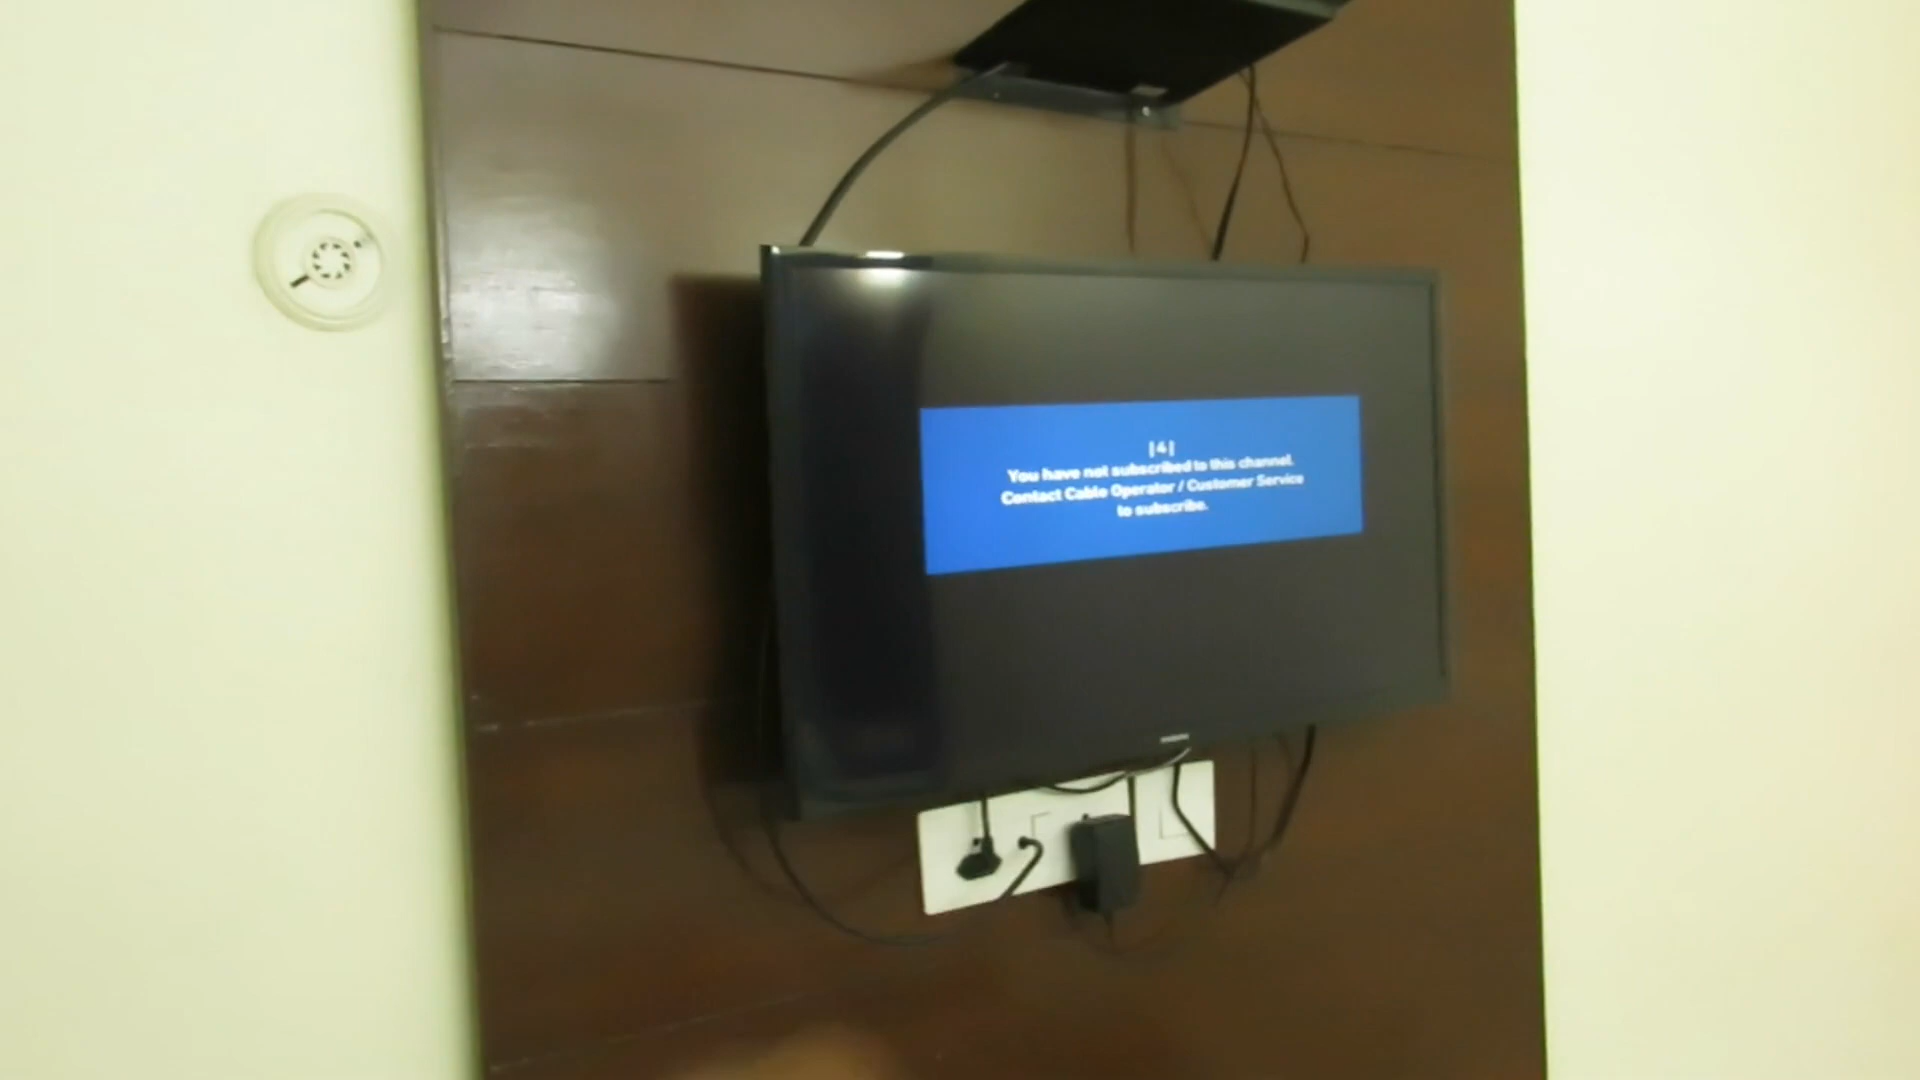 |4|
You have not subscribed to this channel.
Contact Cable Operator / Customer Service
to subscribe.